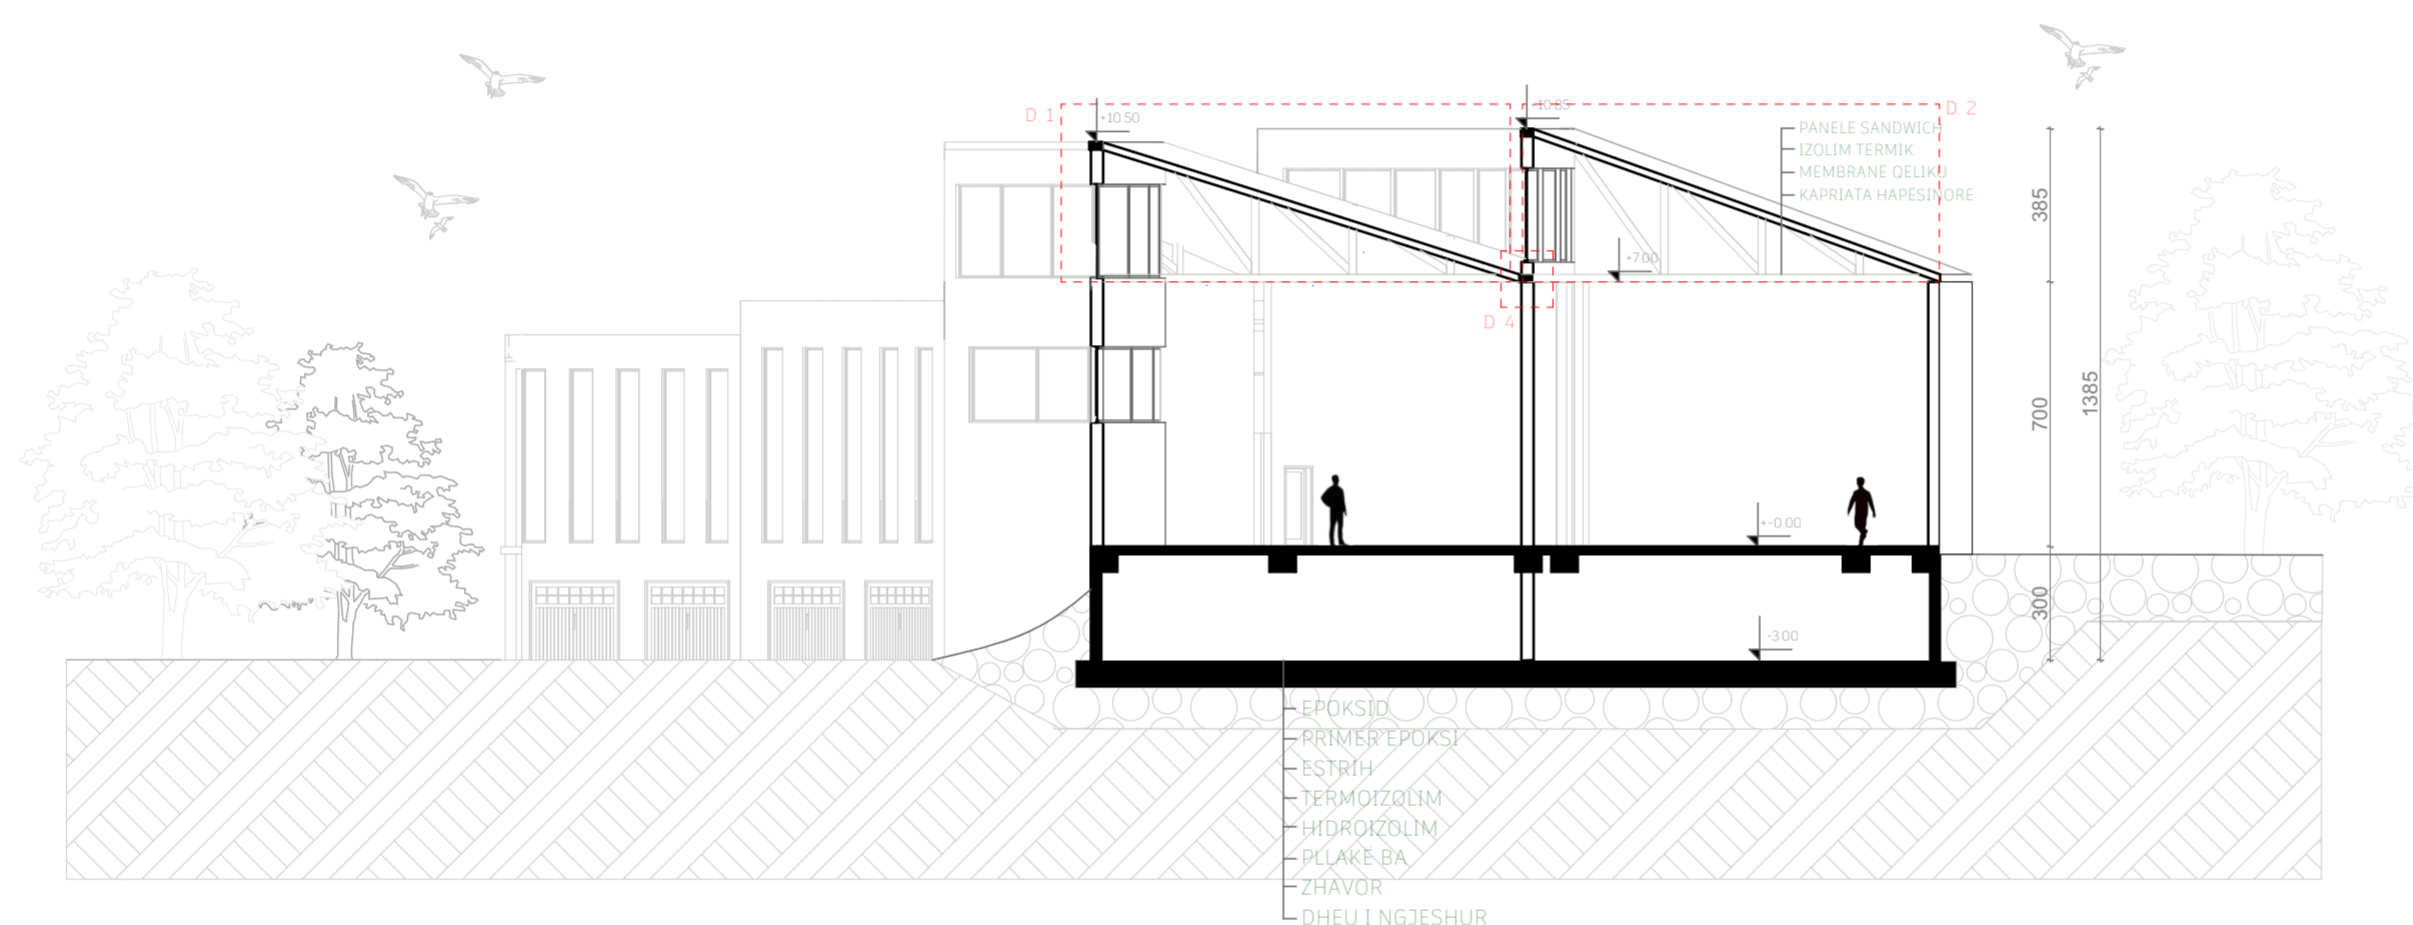 D. 1
+10.50
+10.85
D. 2
PANELE SANDWICH
IZOLIM TERMIK
MEMBRANE QELIKU
KAPRIATA HAPESINORE
385
+7.00
D. 4
700
1385
+-0.00
300
-3.00
EPOKSID
PRIMER EPOKSI
ESTRIH
TERMOIZOLIM
HIDROIZOLIM
PLLAKË BA
ZHAVOR
DHEU I NGJESHUR